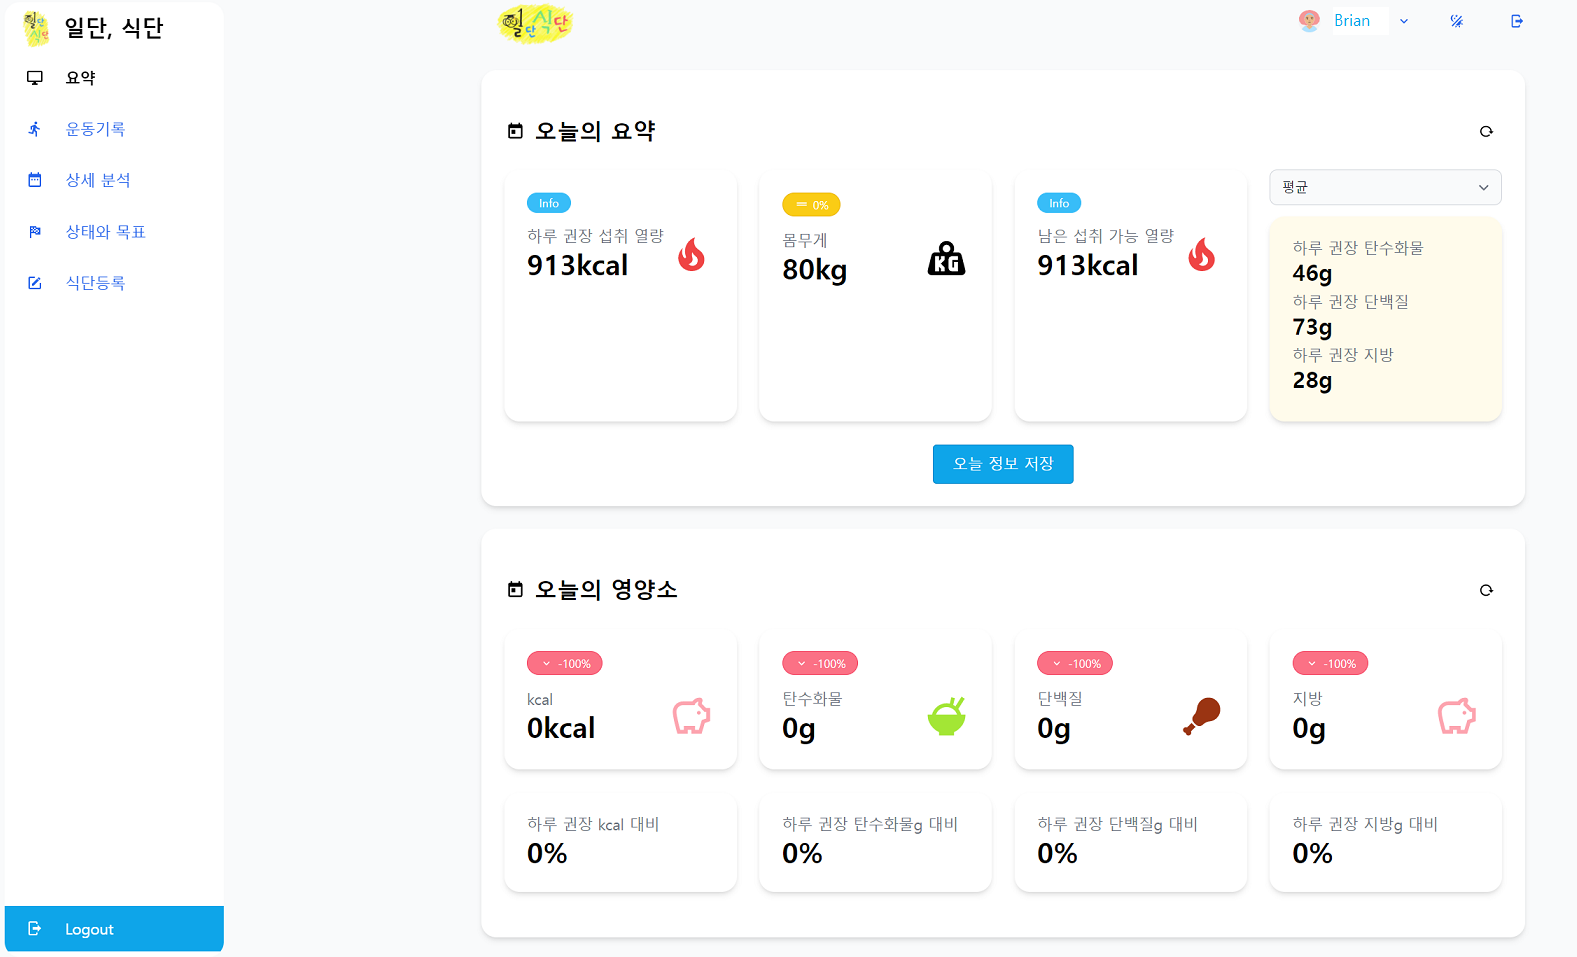 일단, 식단
요약
운동기록
상세 분석
상태와 목표
식단등록
Logout
일단 식단
Brian
오늘의 요약
Info
하루 권장 섭취 열량
913kcal
0%
몸무게
80kg
KG
Info
남은 섭취 가능 열량
913kcal
평균
하루 권장 탄수화물
46g
하루 권장 단백질
73g
하루 권장 지방
28g
오늘 정보 저장
오늘의 영양소
-100%
kcal
0kcal
-100%
탄수화물
0g
-100%
단백질
0g
-100%
지방
0g
하루 권장 kcal 대비
0%
하루 권장 탄수화물g 대비
0%
하루 권장 단백질g 대비
0%
하루 권장 지방g 대비
0%